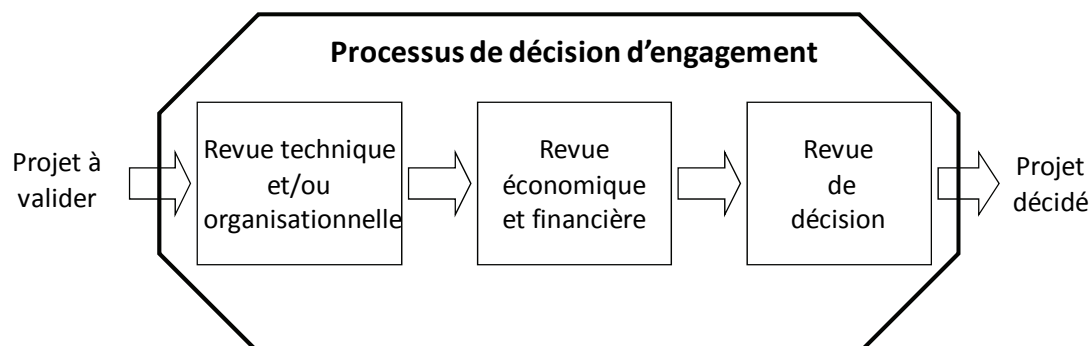 Processus de décision d’engagement
Projet à
valider
Revue technique
et/ou
organisationnelle
Revue
économique
et financière
Revue
de
décision
Projet
décidé